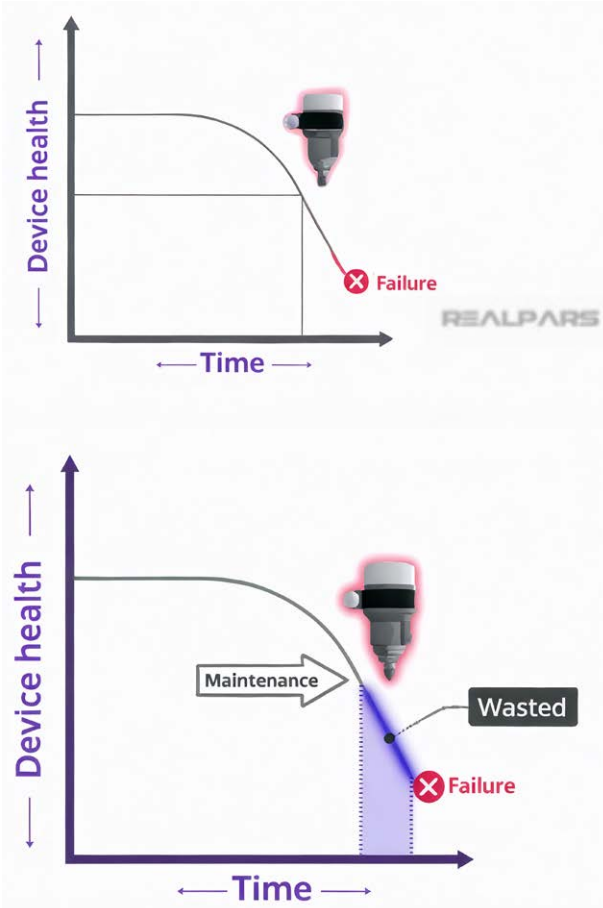 Device health
Failure
REALPARS
Time
Device health
Maintenance
Wasted
Failure
Time